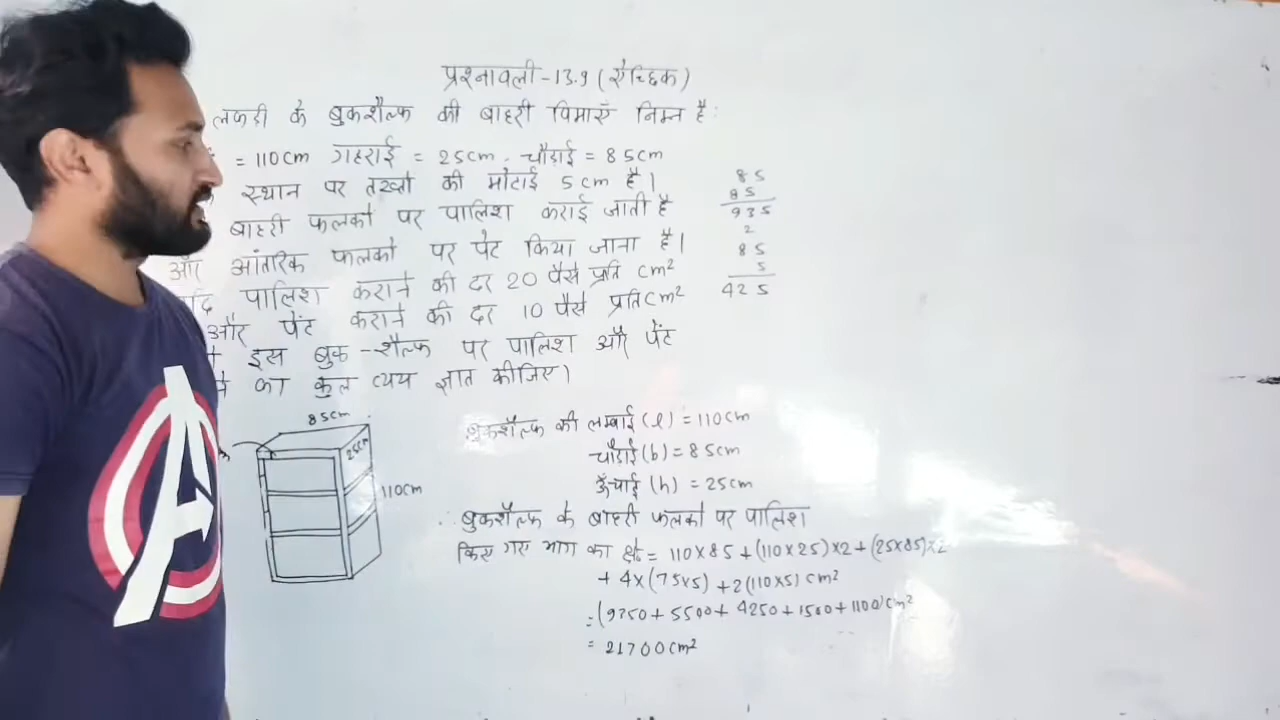 प्रश्नावली-13.9 (ऐच्छिक)
लकडी के बुकशैल्फ की बाहरी विमाएँ निम्न है:
= 110cm गहराई = 25cm, चौडाई = 85cm
स्थान पर तख्तों की मोटाई 5cm है।
बाहरी फलकों पर पालिश कराई जाती है
और आंतरिक फलकों पर पेंट किया जाना है।
पालिश कराने की दर 20 पैसे प्रति cm²
और पेंट कराने की दर 10 पैसे प्रति cm²
इस बुक-शैल्फ पर पालिश और पेंट
का कुल व्यय ज्ञात कीजिए।
85
85
935
2
85
5
425
85cm
25cm
110cm
बुकशैल्फ की लम्बाई (l) = 110cm
चौडाई (b) = 85cm
ऊँचाई (h) = 25cm
∴ बुकशैल्फ के बाहरी फलकों पर पालिश
किए गए भाग का क्षे॰ = 110×85 + (110×25)×2 + (25×85)×2
+ 4×(75×5) + 2(110×5) cm²
= (9350 + 5500 + 4250 + 1500 + 1100) cm²
= 21700cm²